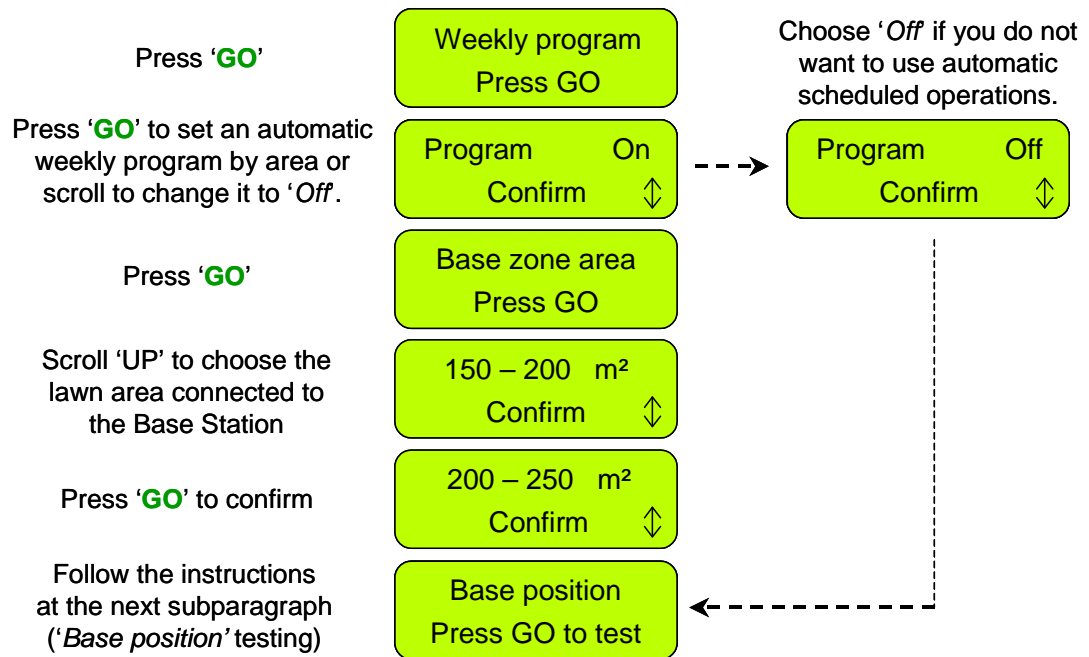 Press ‘GO’
Weekly program
Press GO
Choose ‘Off’ if you do not
want to use automatic
scheduled operations.
Press ‘GO’ to set an automatic
weekly program by area or
scroll to change it to ‘Off’.
Program On
Confirm ↕
Program Off
Confirm ↕
Press ‘GO’
Base zone area
Press GO
Scroll ‘UP’ to choose the
lawn area connected to
the Base Station
150 – 200 m²
Confirm ↕
Press ‘GO’ to confirm
200 – 250 m²
Confirm ↕
Follow the instructions
at the next subparagraph
(‘Base position’ testing)
Base position
Press GO to test